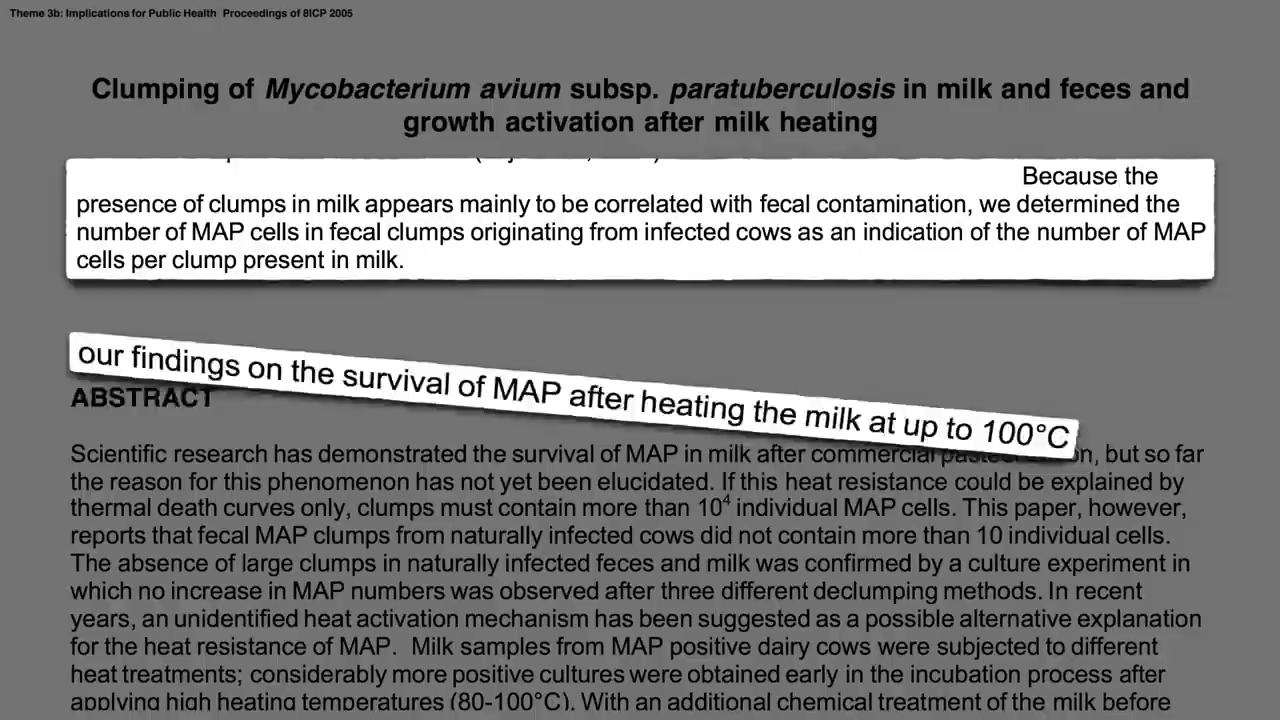 Theme 3b: Implications for Public Health Proceedings of 8ICP 2005
Clumping of Mycobacterium avium subsp. paratuberculosis in milk and feces and
growth activation after milk heating
Because the
presence of clumps in milk appears mainly to be correlated with fecal contamination, we determined the
number of MAP cells in fecal clumps originating from infected cows as an indication of the number of MAP
cells per clump present in milk.
our findings on the survival of MAP after heating the milk at up to 100°C
ABSTRACT
Scientific research has demonstrated the survival of MAP in milk after commercial but so far
the reason for this phenomenon has not yet been elucidated. If this heat resistance could be explained by
thermal death curves only, clumps must contain more than 10⁴ individual MAP cells. This paper, however,
reports that fecal MAP clumps from naturally infected cows did not contain more than 10 individual cells.
The absence of large clumps in naturally infected feces and milk was confirmed by a culture experiment in
which no increase in MAP numbers was observed after three different declumping methods. In recent
years, an unidentified heat activation mechanism has been suggested as a possible alternative explanation
for the heat resistance of MAP. Milk samples from MAP positive dairy cows were subjected to different
heat treatments; considerably more positive cultures were obtained early in the incubation process after
applying high heating temperatures (80-100°C). With an additional chemical treatment of the milk before